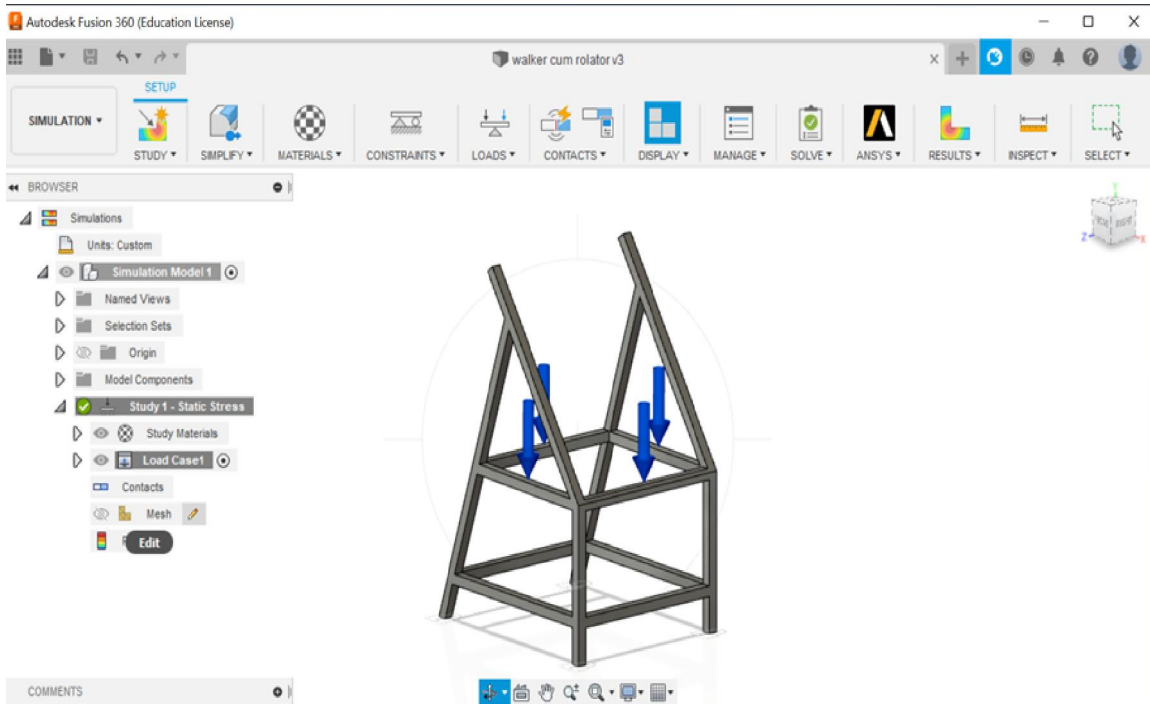 Autodesk Fusion 360 (Education License)
walker cum rolator v3
SETUP
SIMULATION
STUDY
SIMPLIFY
MATERIALS
CONSTRAINTS
LOADS
CONTACTS
DISPLAY
MANAGE
SOLVE
ANSYS
RESULTS
INSPECT
SELECT
BROWSER
Simulations
Units: Custom
Simulation Model 1
Named Views
Selection Sets
Origin
Model Components
Study 1 - Static Stress
Study Materials
Load Case1
Contacts
Mesh
Edit
Y
Z
X
COMMENTS